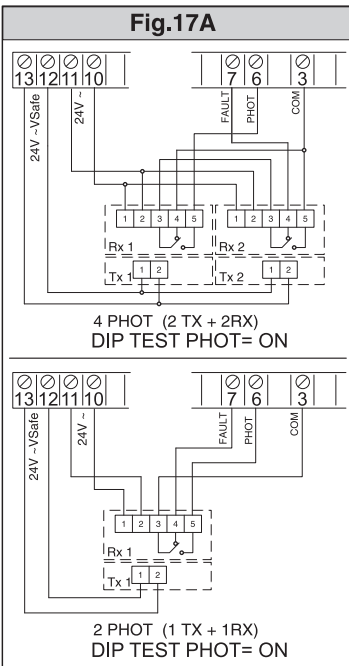 Fig.17A
13 12 11 10 7 6 3
24V ~VSafe
24V ~
FAULT
PHOT
COM
1 2 3 4 5
1 2 3 4 5
Rx 1
Rx 2
Tx 1
1 2
Tx 2
1 2
4 PHOT (2 TX + 2RX)
DIP TEST PHOT= ON
13 12 11 10 7 6 3
24V ~VSafe
24V ~
FAULT
PHOT
COM
1 2 3 4 5
Rx 1
Tx 1
1 2
2 PHOT (1 TX + 1RX)
DIP TEST PHOT= ON